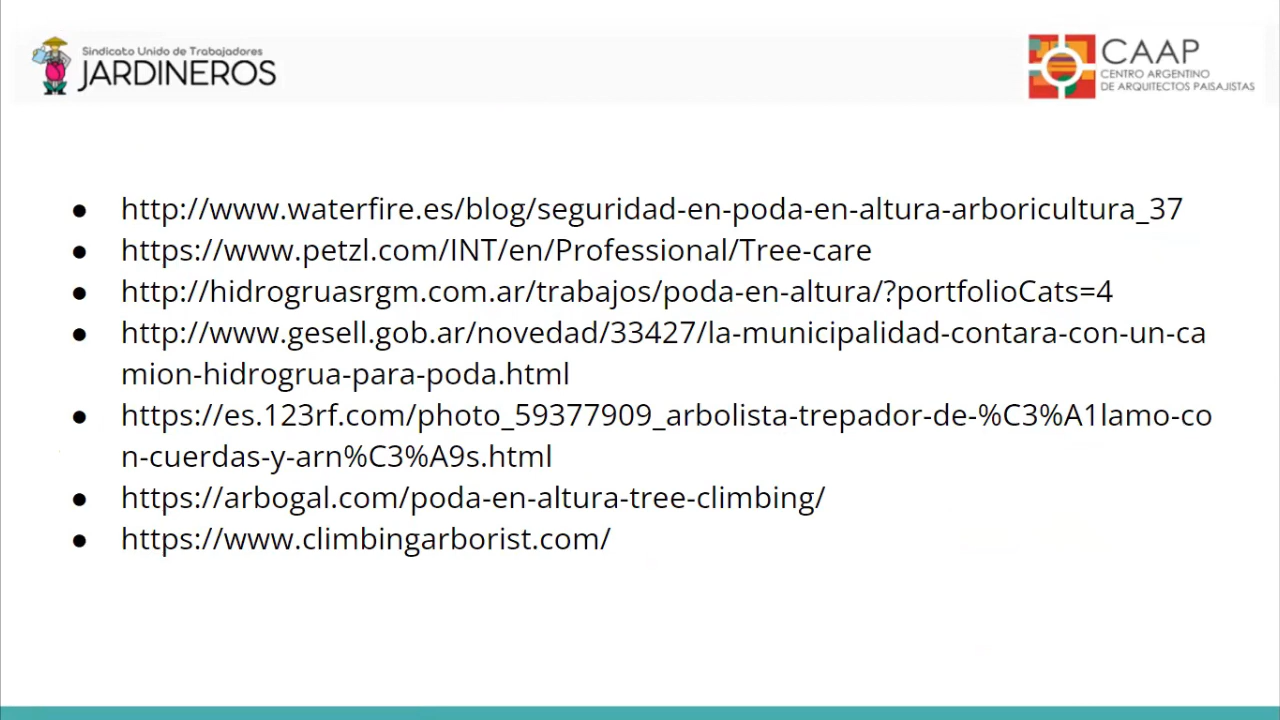 Sindicato Unido de Trabajadores
JARDINEROS
CAAP
CENTRO ARGENTINO
DE ARQUITECTOS PAISAJISTAS
● http://www.waterfire.es/blog/seguridad-en-poda-en-altura-arboricultura_37
● https://www.petzl.com/INT/en/Professional/Tree-care
● http://hidrogruasrgm.com.ar/trabajos/poda-en-altura/?portfolioCats=4
● http://www.gesell.gob.ar/novedad/33427/la-municipalidad-contara-con-un-ca
mion-hidrogrua-para-poda.html
● https://es.123rf.com/photo_59377909_arbolista-trepador-de-%C3%A1lamo-co
n-cuerdas-y-arn%C3%A9s.html
● https://arbogal.com/poda-en-altura-tree-climbing/
● https://www.climbingarborist.com/